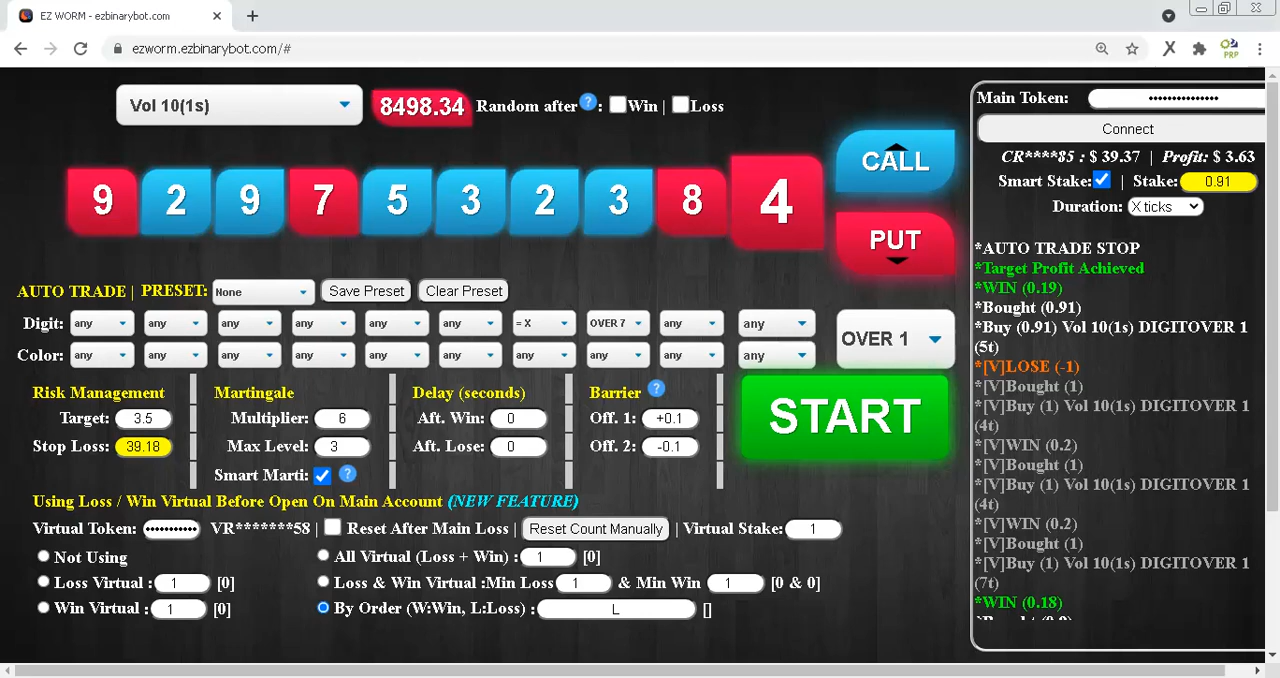 EZ WORM - ezbinarybot.com
ezworm.ezbinarybot.com/#
X
PRP
Vol 10(1s)
8498.34
Random after ? : Win | Loss
9 2 9 7 5 3 2 3 8 4
CALL
PUT
AUTO TRADE | PRESET: None Save Preset Clear Preset
Digit: any any any any any any = X OVER 7 any any
Color: any any any any any any any any any any
OVER 1
START
Risk Management
Target: 3.5
Stop Loss: 39.18
Martingale
Multiplier: 6
Max Level: 3
Smart Marti: ?
Delay (seconds)
Aft. Win: 0
Aft. Lose: 0
Barrier ?
Off. 1: +0.1
Off. 2: -0.1
Using Loss / Win Virtual Before Open On Main Account (NEW FEATURE)
Virtual Token: ••••••••••• VR*******58 | Reset After Main Loss | Reset Count Manually | Virtual Stake: 1
Not Using
All Virtual (Loss + Win) : 1 [0]
Loss Virtual : 1 [0]
Loss & Win Virtual :Min Loss 1 & Min Win 1 [0 & 0]
Win Virtual : 1 [0]
By Order (W:Win, L:Loss) : L []
Main Token: •••••••••••••••
Connect
CR****85 : $ 39.37 | Profit: $ 3.63
Smart Stake: | Stake: 0.91
Duration: X ticks
*AUTO TRADE STOP
*Target Profit Achieved
*WIN (0.19)
*Bought (0.91)
*Buy (0.91) Vol 10(1s) DIGITOVER 1
(5t)
*[V]LOSE (-1)
*[V]Bought (1)
*[V]Buy (1) Vol 10(1s) DIGITOVER 1
(4t)
*[V]WIN (0.2)
*[V]Bought (1)
*[V]Buy (1) Vol 10(1s) DIGITOVER 1
(4t)
*[V]WIN (0.2)
*[V]Bought (1)
*[V]Buy (1) Vol 10(1s) DIGITOVER 1
(7t)
*WIN (0.18)